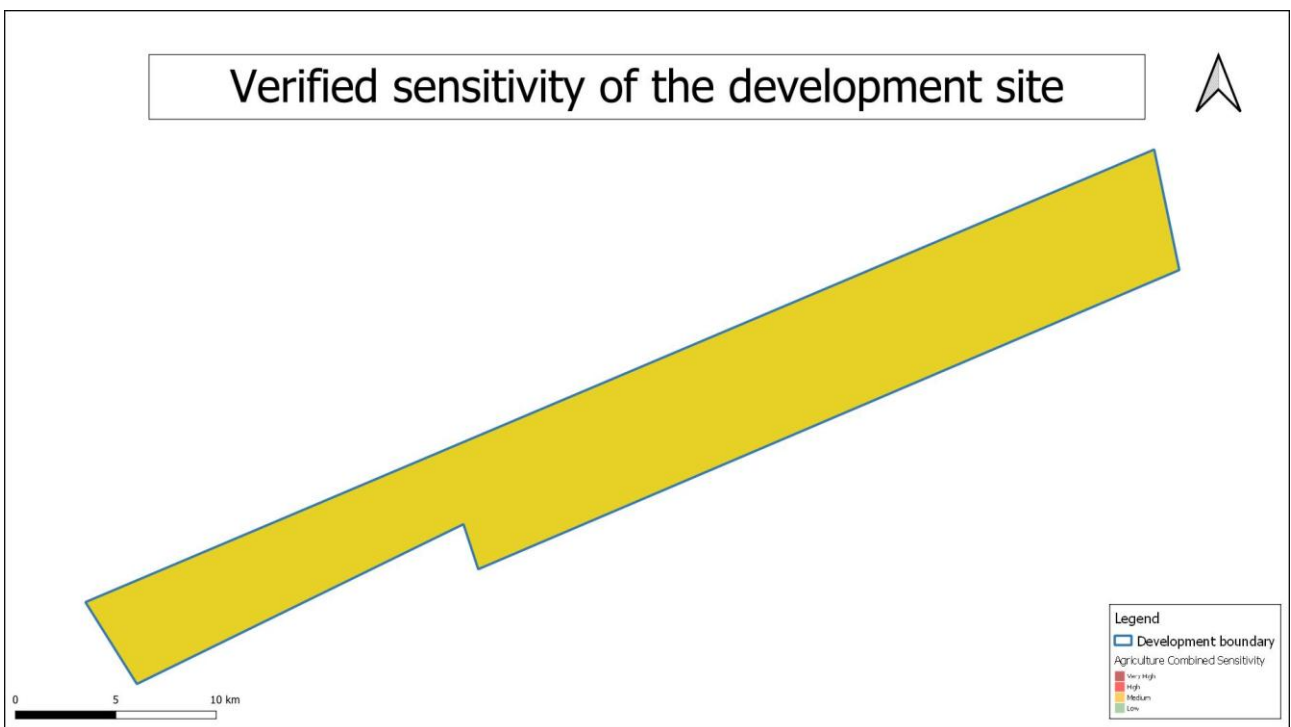 Verified sensitivity of the development site
Legend
Development boundary
Agriculture Combined Sensitivity
Very High
High
Medium
Low
0 5 10 km